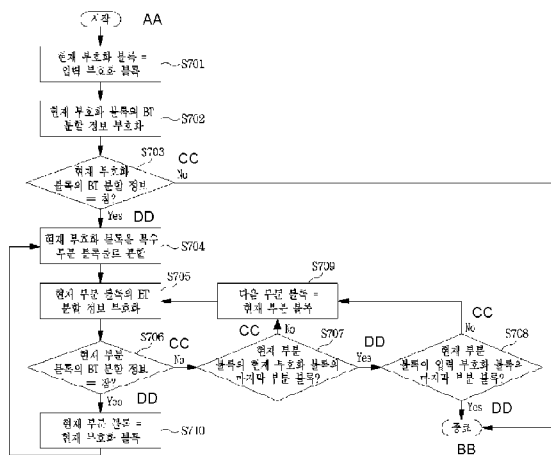 시작 AA
현재 부호화 블록 =
입력 부호화 블록
S701
현재 부호화 블록의 BT
분할 정보 부호화
S702
S703
현재 부호화
블록의 BT 분할 정보
== 참?
CC
No
Yes DD
현재 부호화 블록을 복수
부분 블록들로 분할
S704
S705
현재 부분 블록의 BT
분할 정보 부호화
S709
다음 부분 블록 =
현재 부분 블록
S706
현재 부분
블록의 BT 분할 정보
== 참?
CC
No
Yes DD
S707
현재 부분
블록의 현재 부호화 블록의
마지막 부분 블록?
CC
No
DD
Yes
S708
현재 부분
블록이 입력 부호화 블록의
마지막 부분 블록?
CC
No
Yes DD
현재 부분 블록 =
현재 부호화 블록
S710
종료
BB